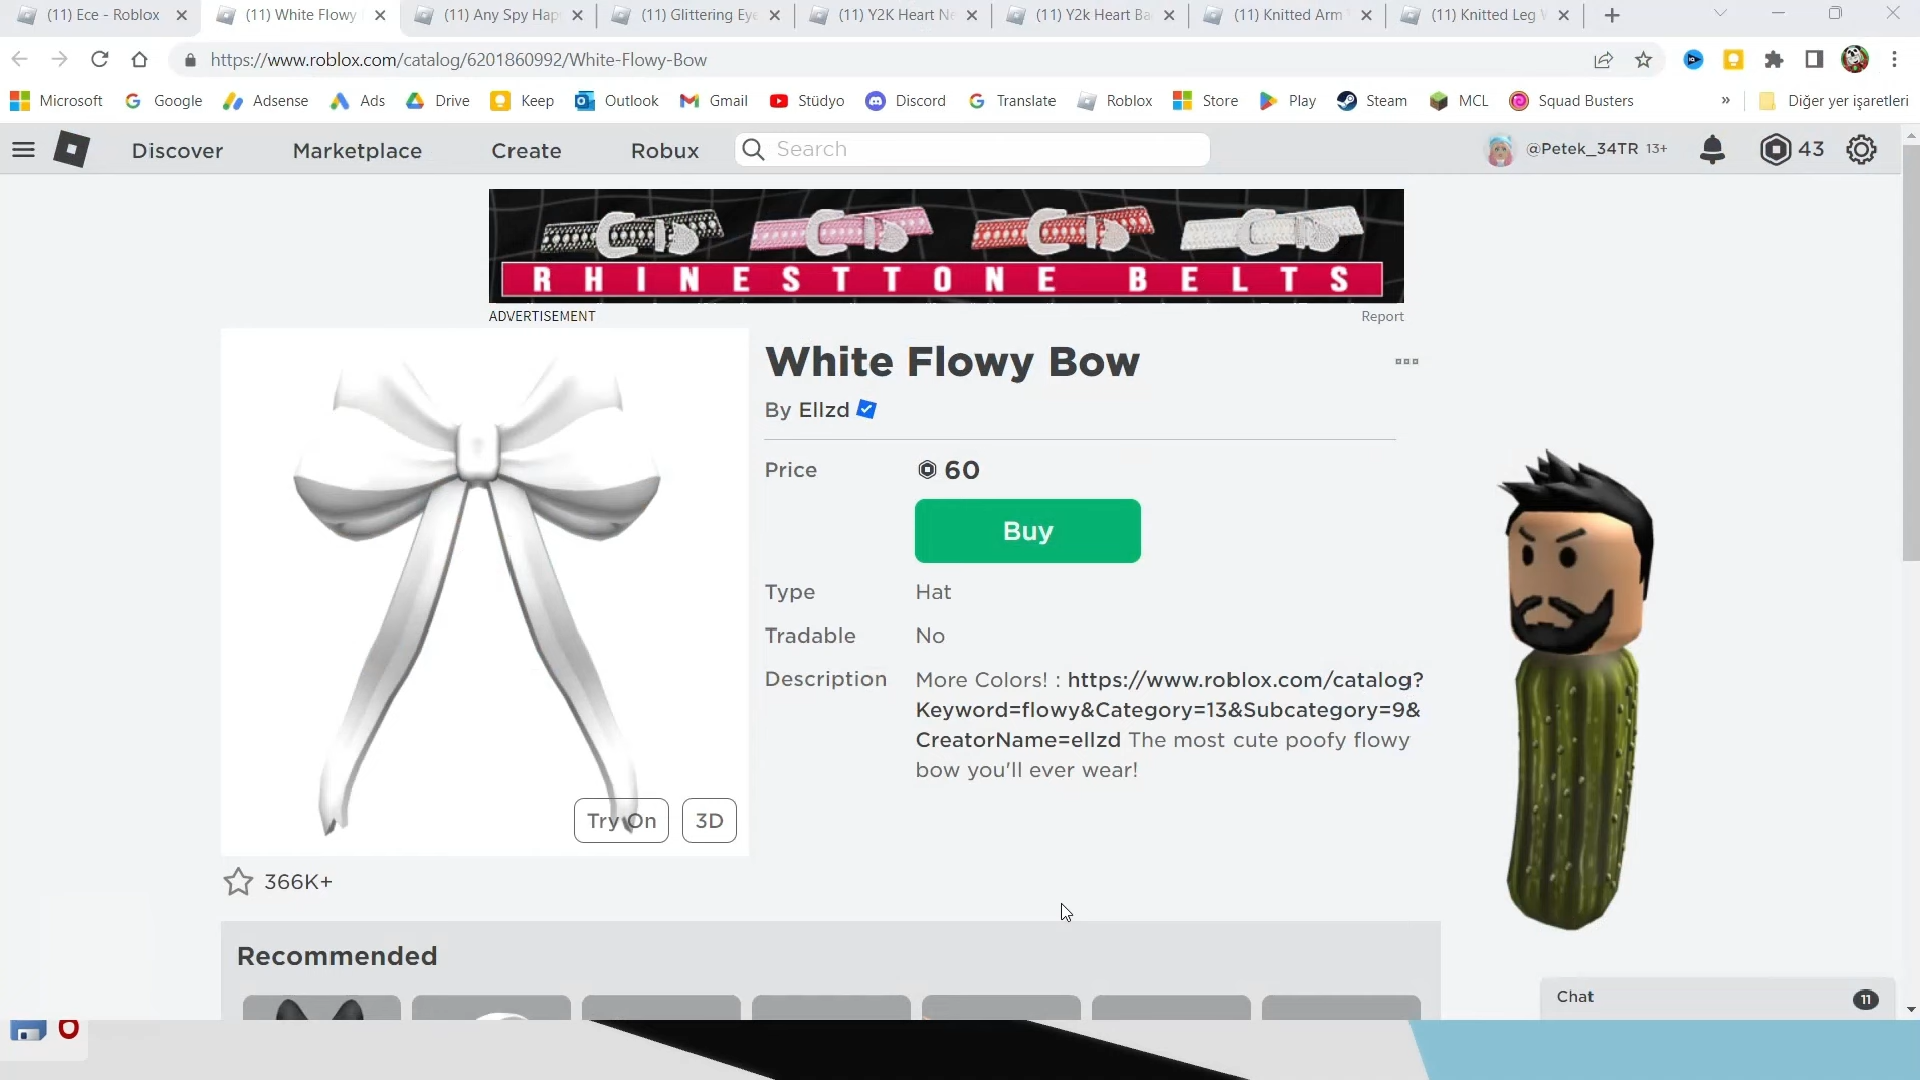 (11) Ece - Roblox
(11) White Flowy
(11) Any Spy Hap
(11) Glittering Eye
(11) Y2K Heart Ne
(11) Y2k Heart Ba
(11) Knitted Arm
(11) Knitted Leg
https://www.roblox.com/catalog/6201860992/White-Flowy-Bow
Microsoft
Google
Adsense
Ads
Drive
Keep
Outlook
Gmail
Stüdyo
Discord
Translate
Roblox
Store
Play
Steam
MCL
Squad Busters
»
Diğer yer işaretleri
Discover
Marketplace
Create
Robux
Search
@Petek_34TR 13+
43
RHINESTTONE BELTS
ADVERTISEMENT
Report
White Flowy Bow
By Ellzd
Price
60
Buy
Type
Hat
Tradable
No
Description
More Colors! : https://www.roblox.com/catalog?
Keyword=flowy&Category=13&Subcategory=9&
CreatorName=ellzd The most cute poofy flowy
bow you'll ever wear!
Try On
3D
366K+
Recommended
Chat
11
0